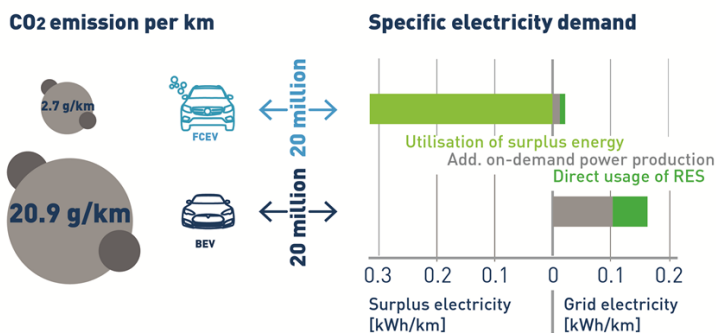 CO2 emission per km
Specific electricity demand
2.7 g/km
FCEV
20 million
Utilisation of surplus energy
Add. on-demand power production
Direct usage of RES
20.9 g/km
BEV
20 million
0.3 0.2 0.1 0 0.1 0.2
Surplus electricity
[kWh/km]
Grid electricity
[kWh/km]